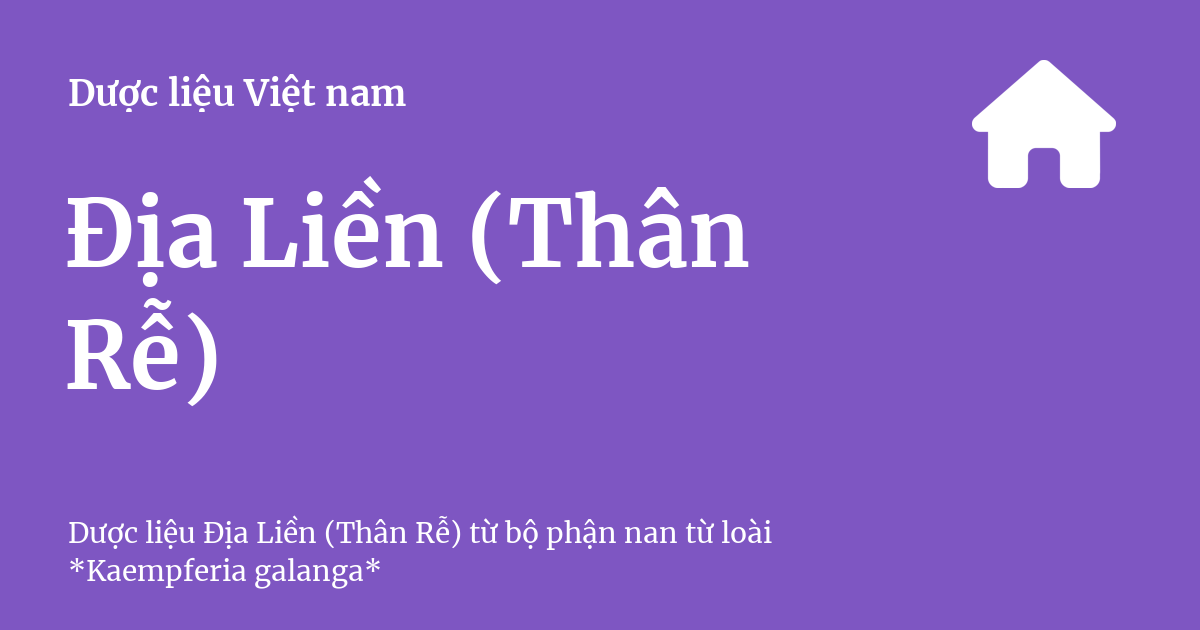 Dược liệu Việt nam
Địa Liền (Thân
Rễ)
Dược liệu Địa Liền (Thân Rễ) từ bộ phận nan từ loài
*Kaempferia galanga*